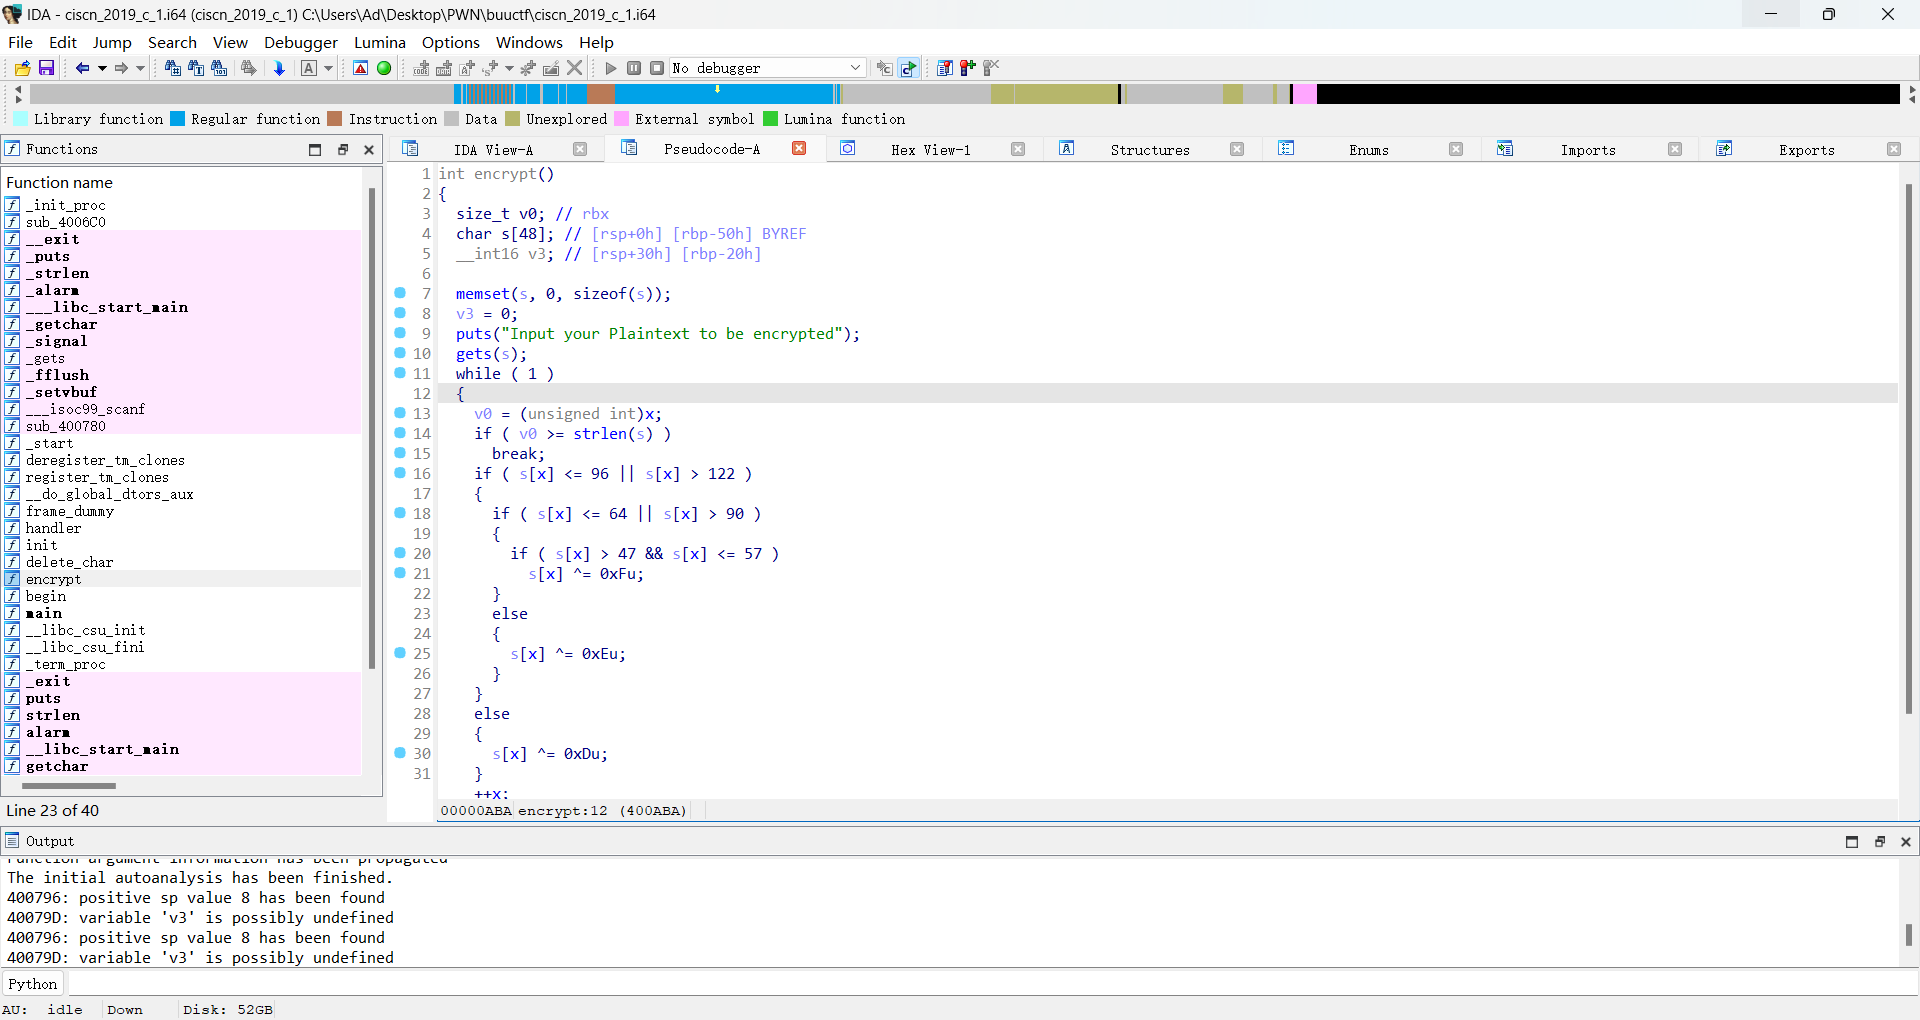 IDA - ciscn_2019_c_1.i64 (ciscn_2019_c_1) C:\Users\Ad\Desktop\PWN\buuctf\ciscn_2019_c_1.i64
File Edit Jump Search View Debugger Lumina Options Windows Help
No debugger
Library function Regular function Instruction Data Unexplored External symbol Lumina function
Functions
Function name
_init_proc
sub_4006C0
__exit
_puts
_strlen
_alarm
___libc_start_main
_getchar
_signal
_gets
_fflush
_setvbuf
___isoc99_scanf
sub_400780
_start
deregister_tm_clones
register_tm_clones
__do_global_dtors_aux
frame_dummy
handler
init
delete_char
encrypt
begin
main
__libc_csu_init
__libc_csu_fini
_term_proc
_exit
puts
strlen
alarm
__libc_start_main
getchar
Line 23 of 40
IDA View-A Pseudocode-A Hex View-1 Structures Enums Imports Exports
1 int encrypt()
2 {
3 size_t v0; // rbx
4 char s[48]; // [rsp+0h] [rbp-50h] BYREF
5 __int16 v3; // [rsp+30h] [rbp-20h]
6
7 memset(s, 0, sizeof(s));
8 v3 = 0;
9 puts("Input your Plaintext to be encrypted");
10 gets(s);
11 while ( 1 )
12 {
13 v0 = (unsigned int)x;
14 if ( v0 >= strlen(s) )
15 break;
16 if ( s[x] <= 96 || s[x] > 122 )
17 {
18 if ( s[x] <= 64 || s[x] > 90 )
19 {
20 if ( s[x] > 47 && s[x] <= 57 )
21 s[x] ^= 0xFu;
22 }
23 else
24 {
25 s[x] ^= 0xEu;
26 }
27 }
28 else
29 {
30 s[x] ^= 0xDu;
31 }
++x;
00000ABA encrypt:12 (400ABA)
Output
Function argument information has been propagated
The initial autoanalysis has been finished.
400796: positive sp value 8 has been found
40079D: variable 'v3' is possibly undefined
400796: positive sp value 8 has been found
40079D: variable 'v3' is possibly undefined
Python
AU: idle Down Disk: 52GB